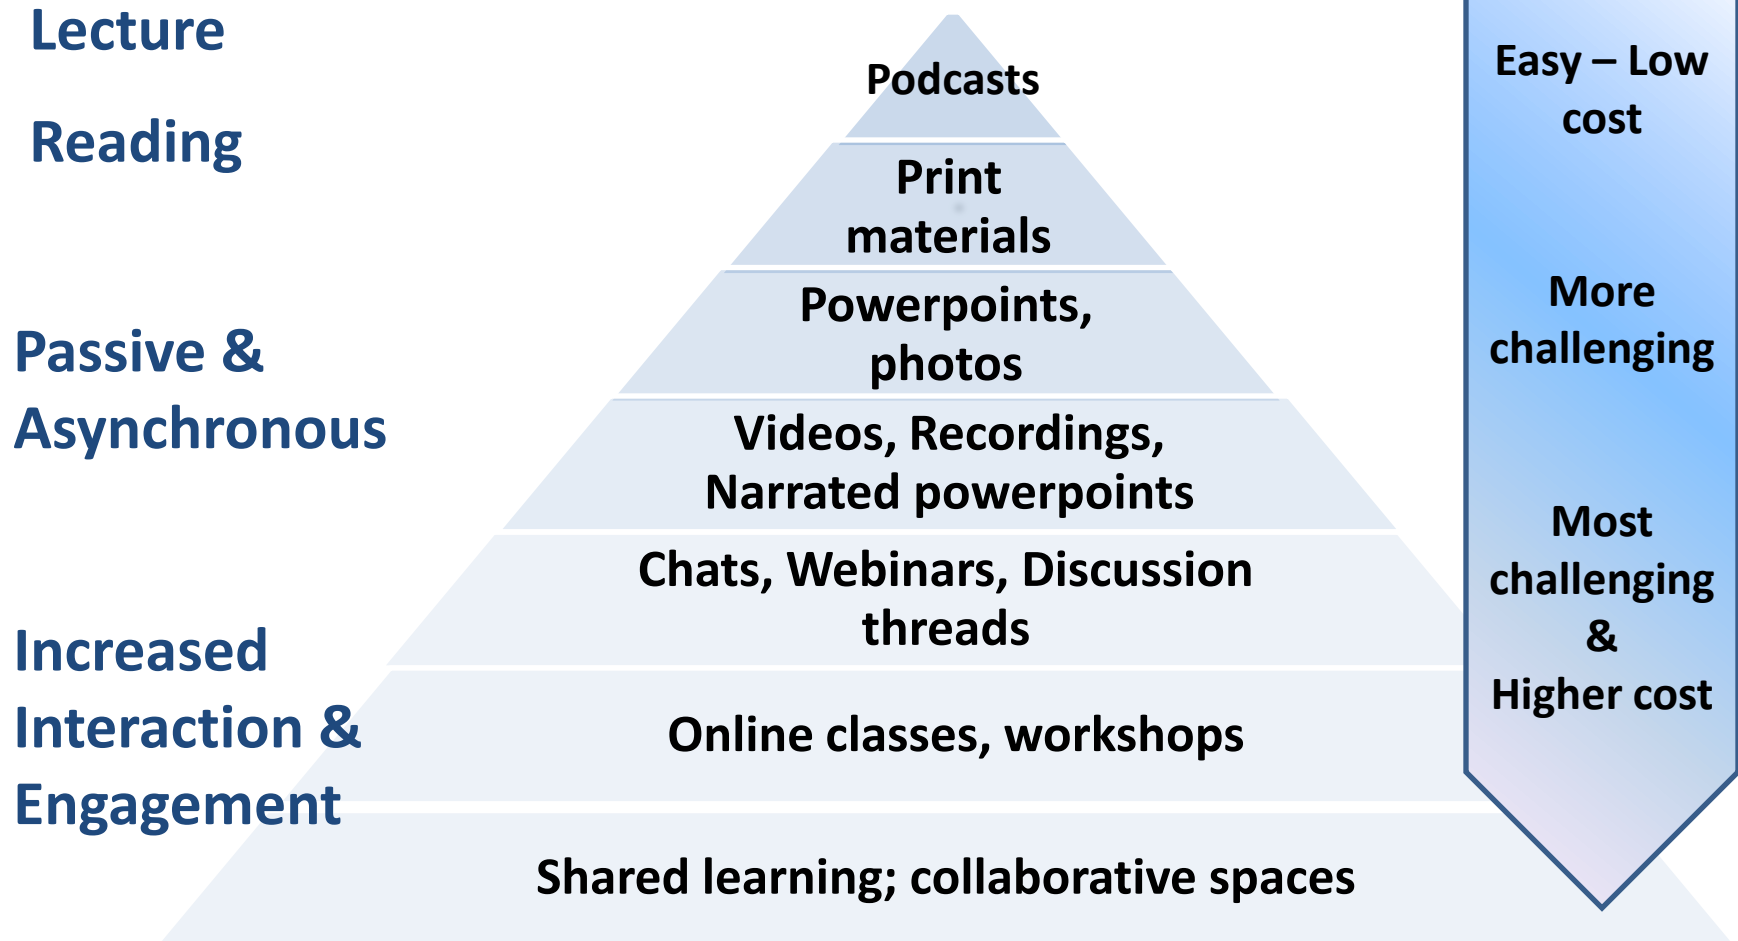 Lecture
Reading
Passive &
Asynchronous
Increased
Interaction &
Engagement
Podcasts
Print
materials
Powerpoints,
photos
Videos, Recordings,
Narrated powerpoints
Chats, Webinars, Discussion
threads
Online classes, workshops
Shared learning; collaborative spaces
Easy – Low
cost
More
challenging
Most
challenging
&
Higher cost